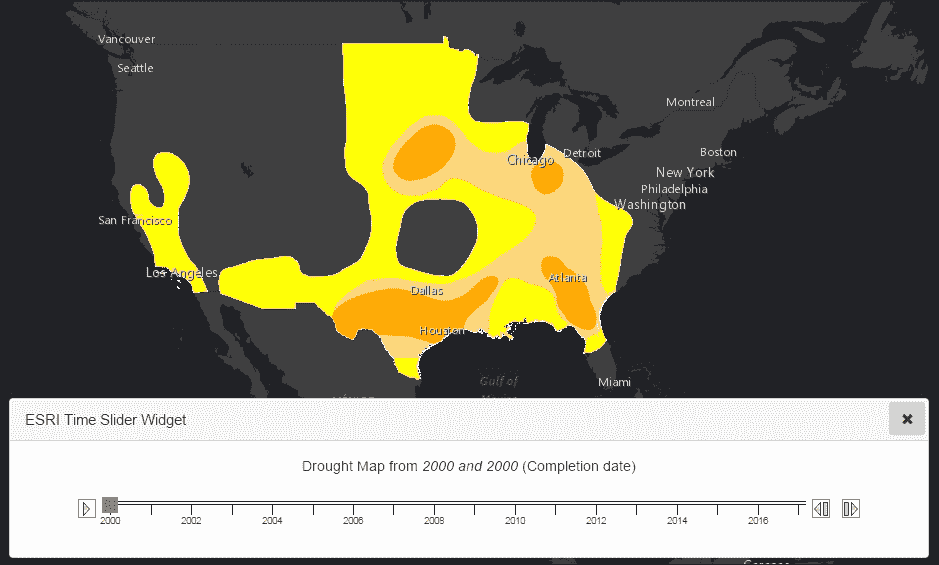 Vancouver
Seattle
Montreal
Chicago
Detroit
Boston
New York
Philadelphia
Washington
San Francisco
Los Angeles
Atlanta
Dallas
Houston
Gulf of
Miami
ESRI Time Slider Widget
Drought Map from 2000 and 2000 (Completion date)
2000 2002 2004 2006 2008 2010 2012 2014 2016